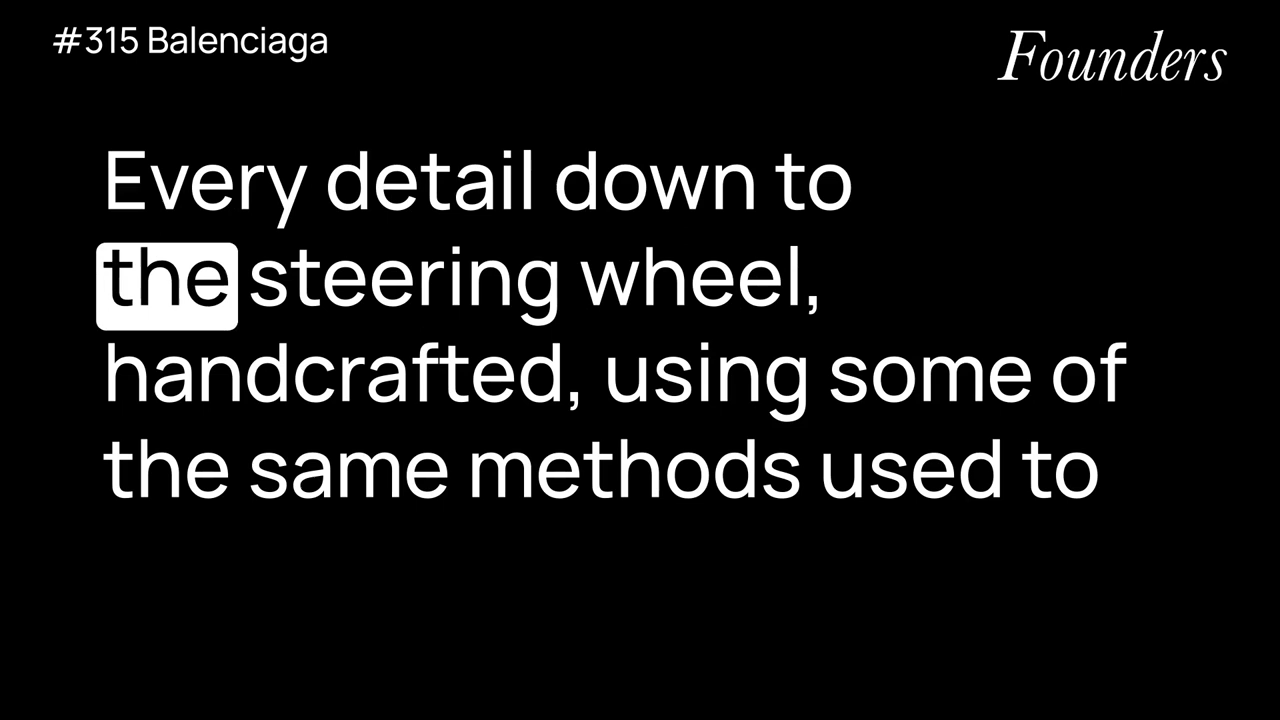 #315 Balenciaga
Founders
Every detail down to
the steering wheel,
handcrafted, using some of
the same methods used to